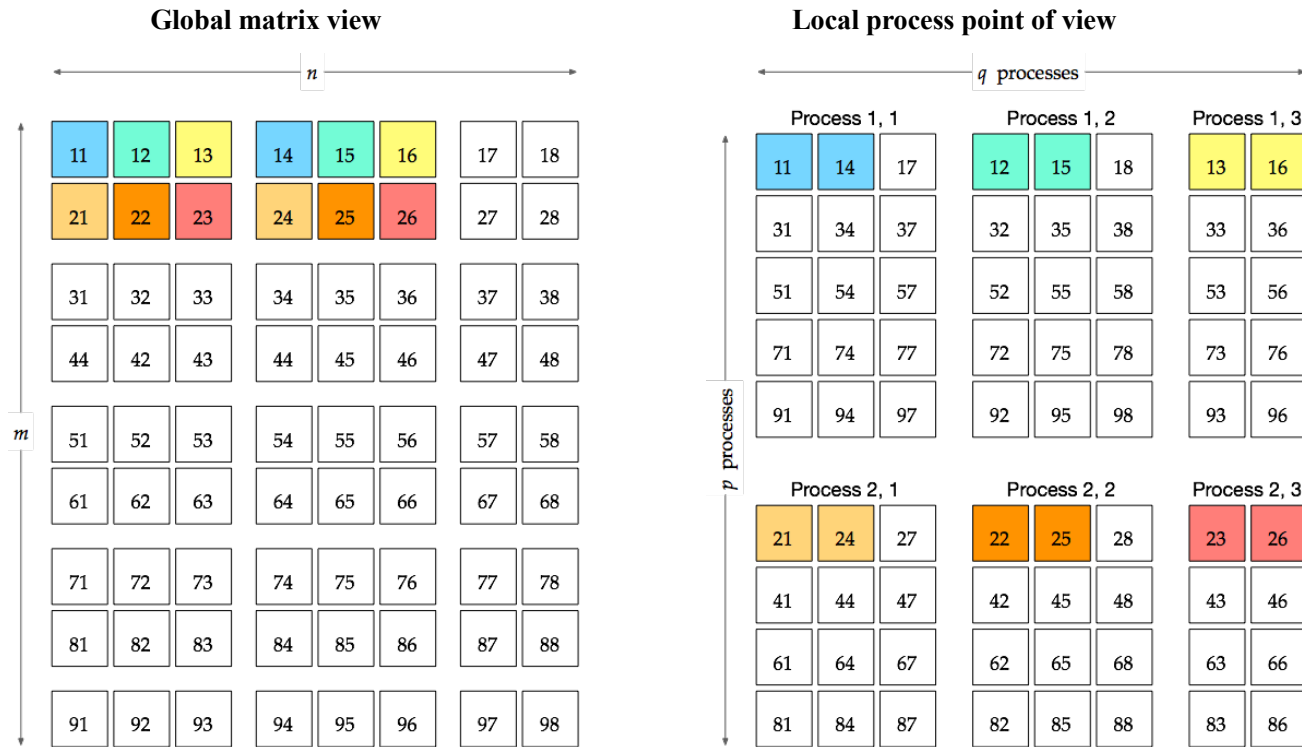 Global matrix view
n
m
11 12 13 14 15 16 17 18
21 22 23 24 25 26 27 28
31 32 33 34 35 36 37 38
44 42 43 44 45 46 47 48
51 52 53 54 55 56 57 58
61 62 63 64 65 66 67 68
71 72 73 74 75 76 77 78
81 82 83 84 85 86 87 88
91 92 93 94 95 96 97 98
Local process point of view
q processes
p processes
Process 1, 1 Process 1, 2 Process 1, 3
11 14 17 12 15 18 13 16
31 34 37 32 35 38 33 36
51 54 57 52 55 58 53 56
71 74 77 72 75 78 73 76
91 94 97 92 95 98 93 96
Process 2, 1 Process 2, 2 Process 2, 3
21 24 27 22 25 28 23 26
41 44 47 42 45 48 43 46
61 64 67 62 65 68 63 66
81 84 87 82 85 88 83 86